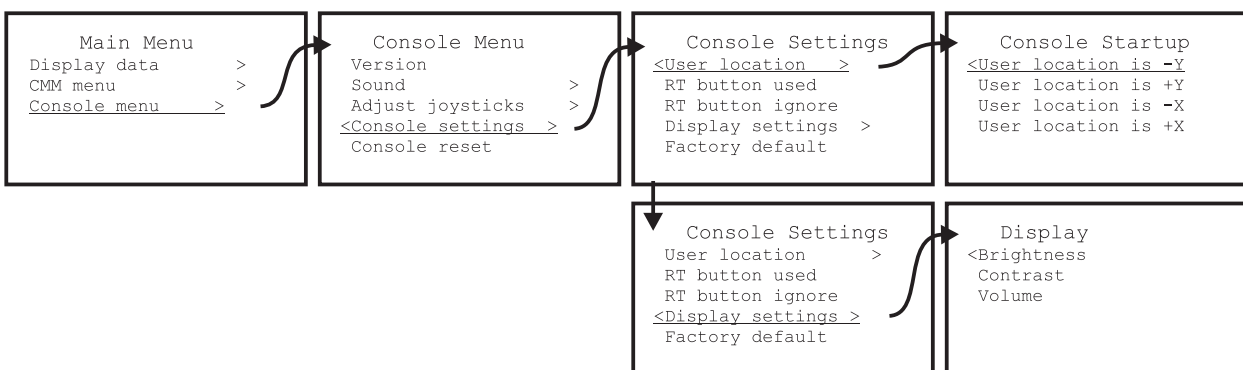 Main Menu
Display data >
CMM menu >
Console menu >
Console Menu
Version
Sound >
Adjust joysticks >
<Console settings >
Console reset
Console Settings
<User location >
RT button used
RT button ignore
Display settings >
Factory default
Console Startup
<User location is -Y
User location is +Y
User location is -X
User location is +X
Console Settings
User location >
RT button used
RT button ignore
<Display settings >
Factory default
Display
<Brightness
Contrast
Volume